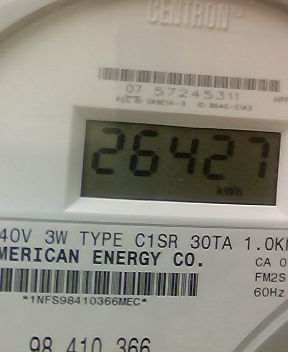 CENTRON
07 57245311
26427
kWh
40V 3W TYPE C1SR 30TA 1.0K
MERICAN ENERGY CO.
CA 0
FM2S
60Hz
*1NFS98410366MEC*
98 410 366